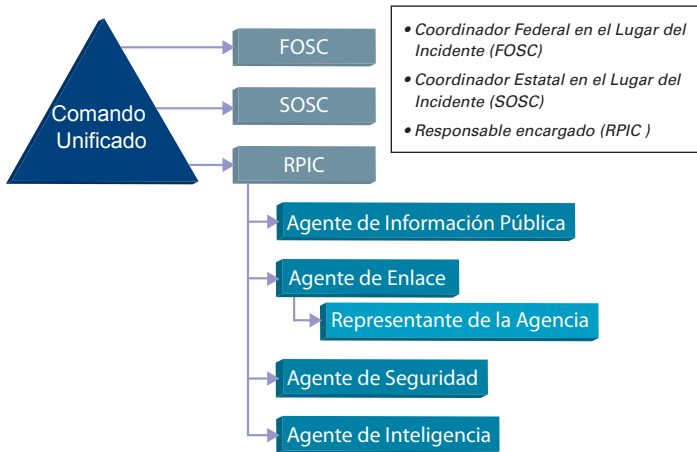 Comando
Unificado
FOSC
SOSC
RPIC
• Coordinador Federal en el Lugar del
Incidente (FOSC)
• Coordinador Estatal en el Lugar del
Incidente (SOSC)
• Responsable encargado (RPIC )
Agente de Información Pública
Agente de Enlace
Representante de la Agencia
Agente de Seguridad
Agente de Inteligencia